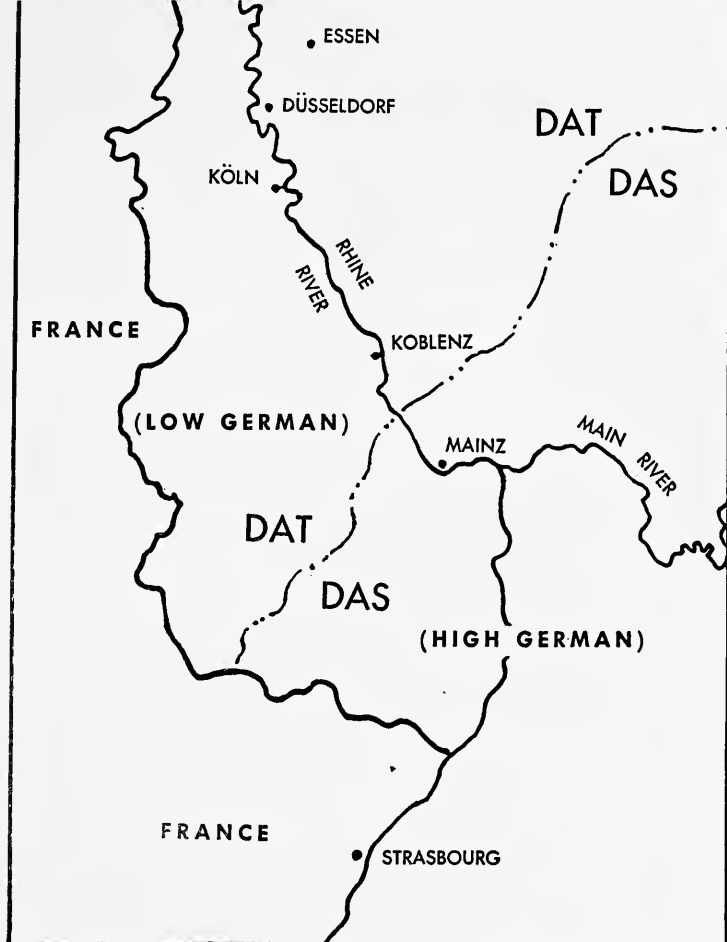 ESSEN
DÜSSELDORF
DAT
DAS
KÖLN
RHINE
RIVER
FRANCE
KOBLENZ
(LOW GERMAN)
MAINZ
MAIN
RIVER
DAT
DAS
(HIGH GERMAN)
FRANCE
STRASBOURG